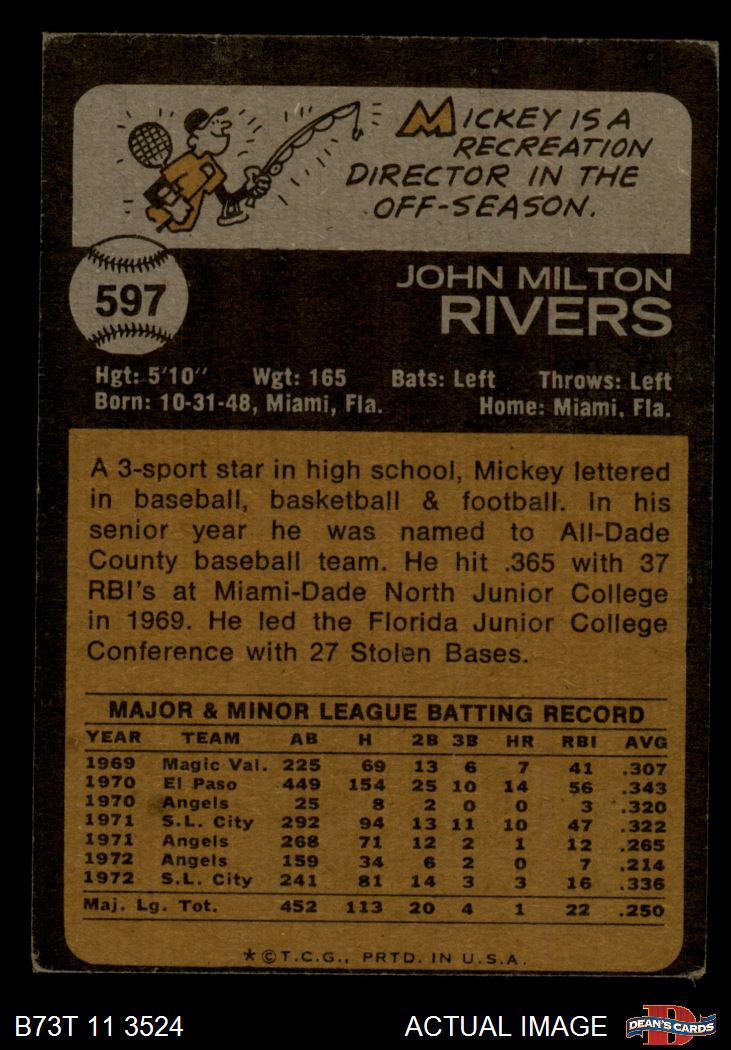 MICKEY IS A
RECREATION
DIRECTOR IN THE
OFF-SEASON.
597
JOHN MILTON
RIVERS
Hgt: 5'10" Wgt: 165 Bats: Left Throws: Left
Born: 10-31-48, Miami, Fla. Home: Miami, Fla.
A 3-sport star in high school, Mickey lettered
in baseball, basketball & football. In his
senior year he was named to All-Dade
County baseball team. He hit .365 with 37
RBI's at Miami-Dade North Junior College
in 1969. He led the Florida Junior College
Conference with 27 Stolen Bases.
MAJOR & MINOR LEAGUE BATTING RECORD
YEAR TEAM AB H 2B 3B HR RBI AVG
1969 Magic Val. 225 69 13 6 7 41 .307
1970 El Paso 449 154 25 10 14 56 .343
1970 Angels 25 8 2 0 0 3 .320
1971 S.L. City 292 94 13 11 10 47 .322
1971 Angels 268 71 12 2 1 12 .265
1972 Angels 159 34 6 2 0 7 .214
1972 S.L. City 241 81 14 3 3 16 .336
Maj. Lg. Tot. 452 113 20 4 1 22 .250
*©T.C.G., PRTD. IN U.S.A.
B73T 11 3524 ACTUAL IMAGE D DEAN'S CARDS